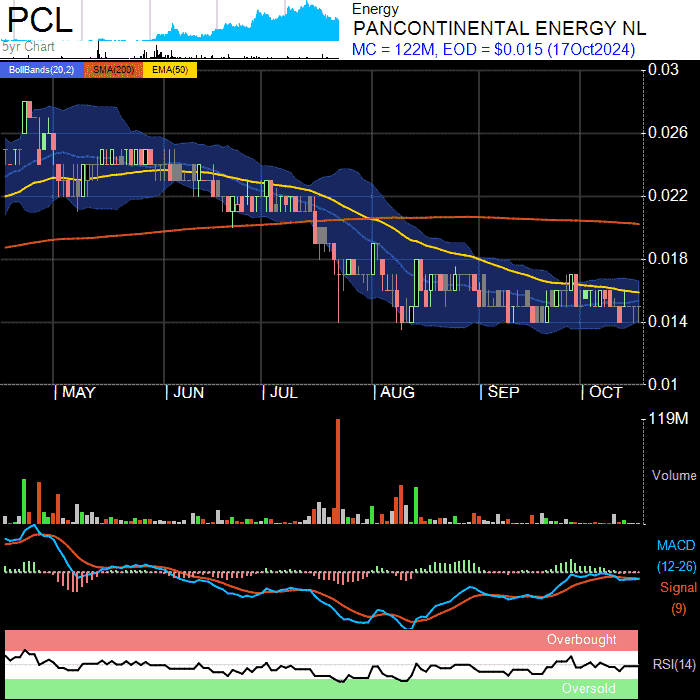 PCL
Energy
PANCONTINENTAL ENERGY NL
5yr Chart
MC = 122M, EOD = $0.015 (17Oct2024)
BollBands(20,2) SMA(200) EMA(50)
0.03
0.026
0.022
0.018
0.014
0.01
MAY JUN JUL AUG SEP OCT
119M
Volume
MACD
(12-26)
Signal
(9)
Overbought
RSI(14)
Oversold